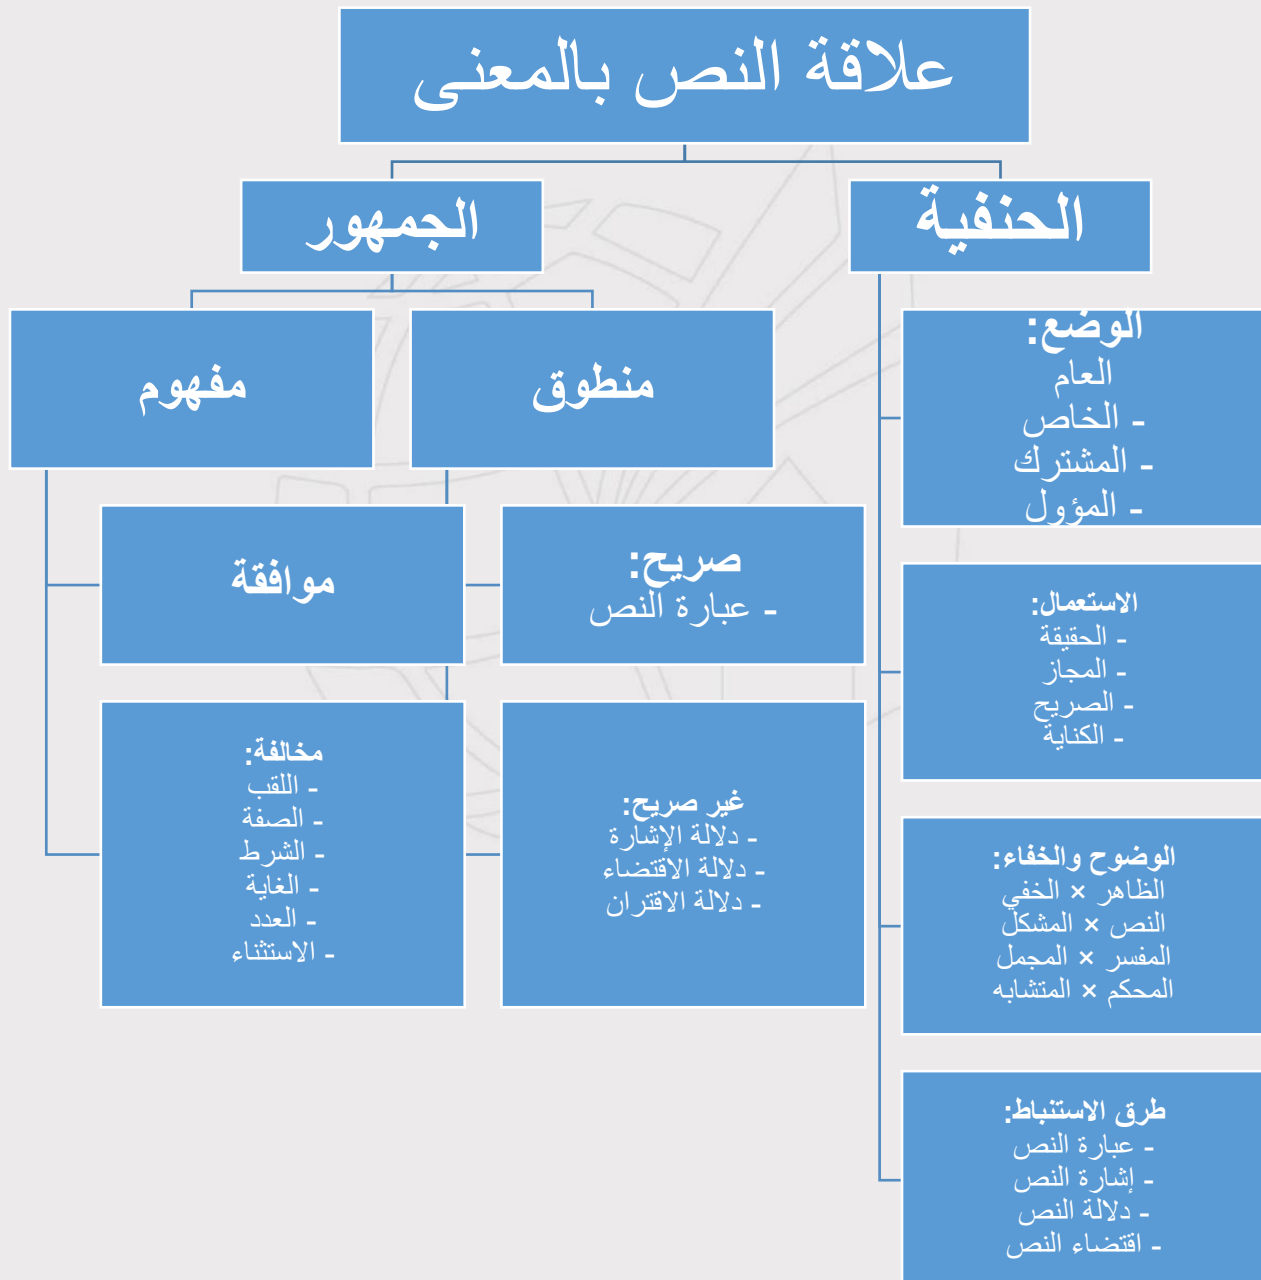 علاقة النص بالمعنى
الحنفية
الوضع:
العام
- الخاص
- المشترك
- المؤول
الاستعمال:
- الحقيقة
- المجاز
- الصريح
- الكناية
الوضوح والخفاء:
الظاهر × الخفي
النص × المشكل
المفسر × المجمل
المحكم × المتشابه
طرق الاستنباط:
- عبارة النص
- إشارة النص
- دلالة النص
- اقتضاء النص
الجمهور
منطوق
صريح:
- عبارة النص
غير صريح:
- دلالة الإشارة
- دلالة الاقتضاء
- دلالة الاقتران
مفهوم
موافقة
مخالفة:
- اللقب
- الصفة
- الشرط
- الغاية
- العدد
- الاستثناء